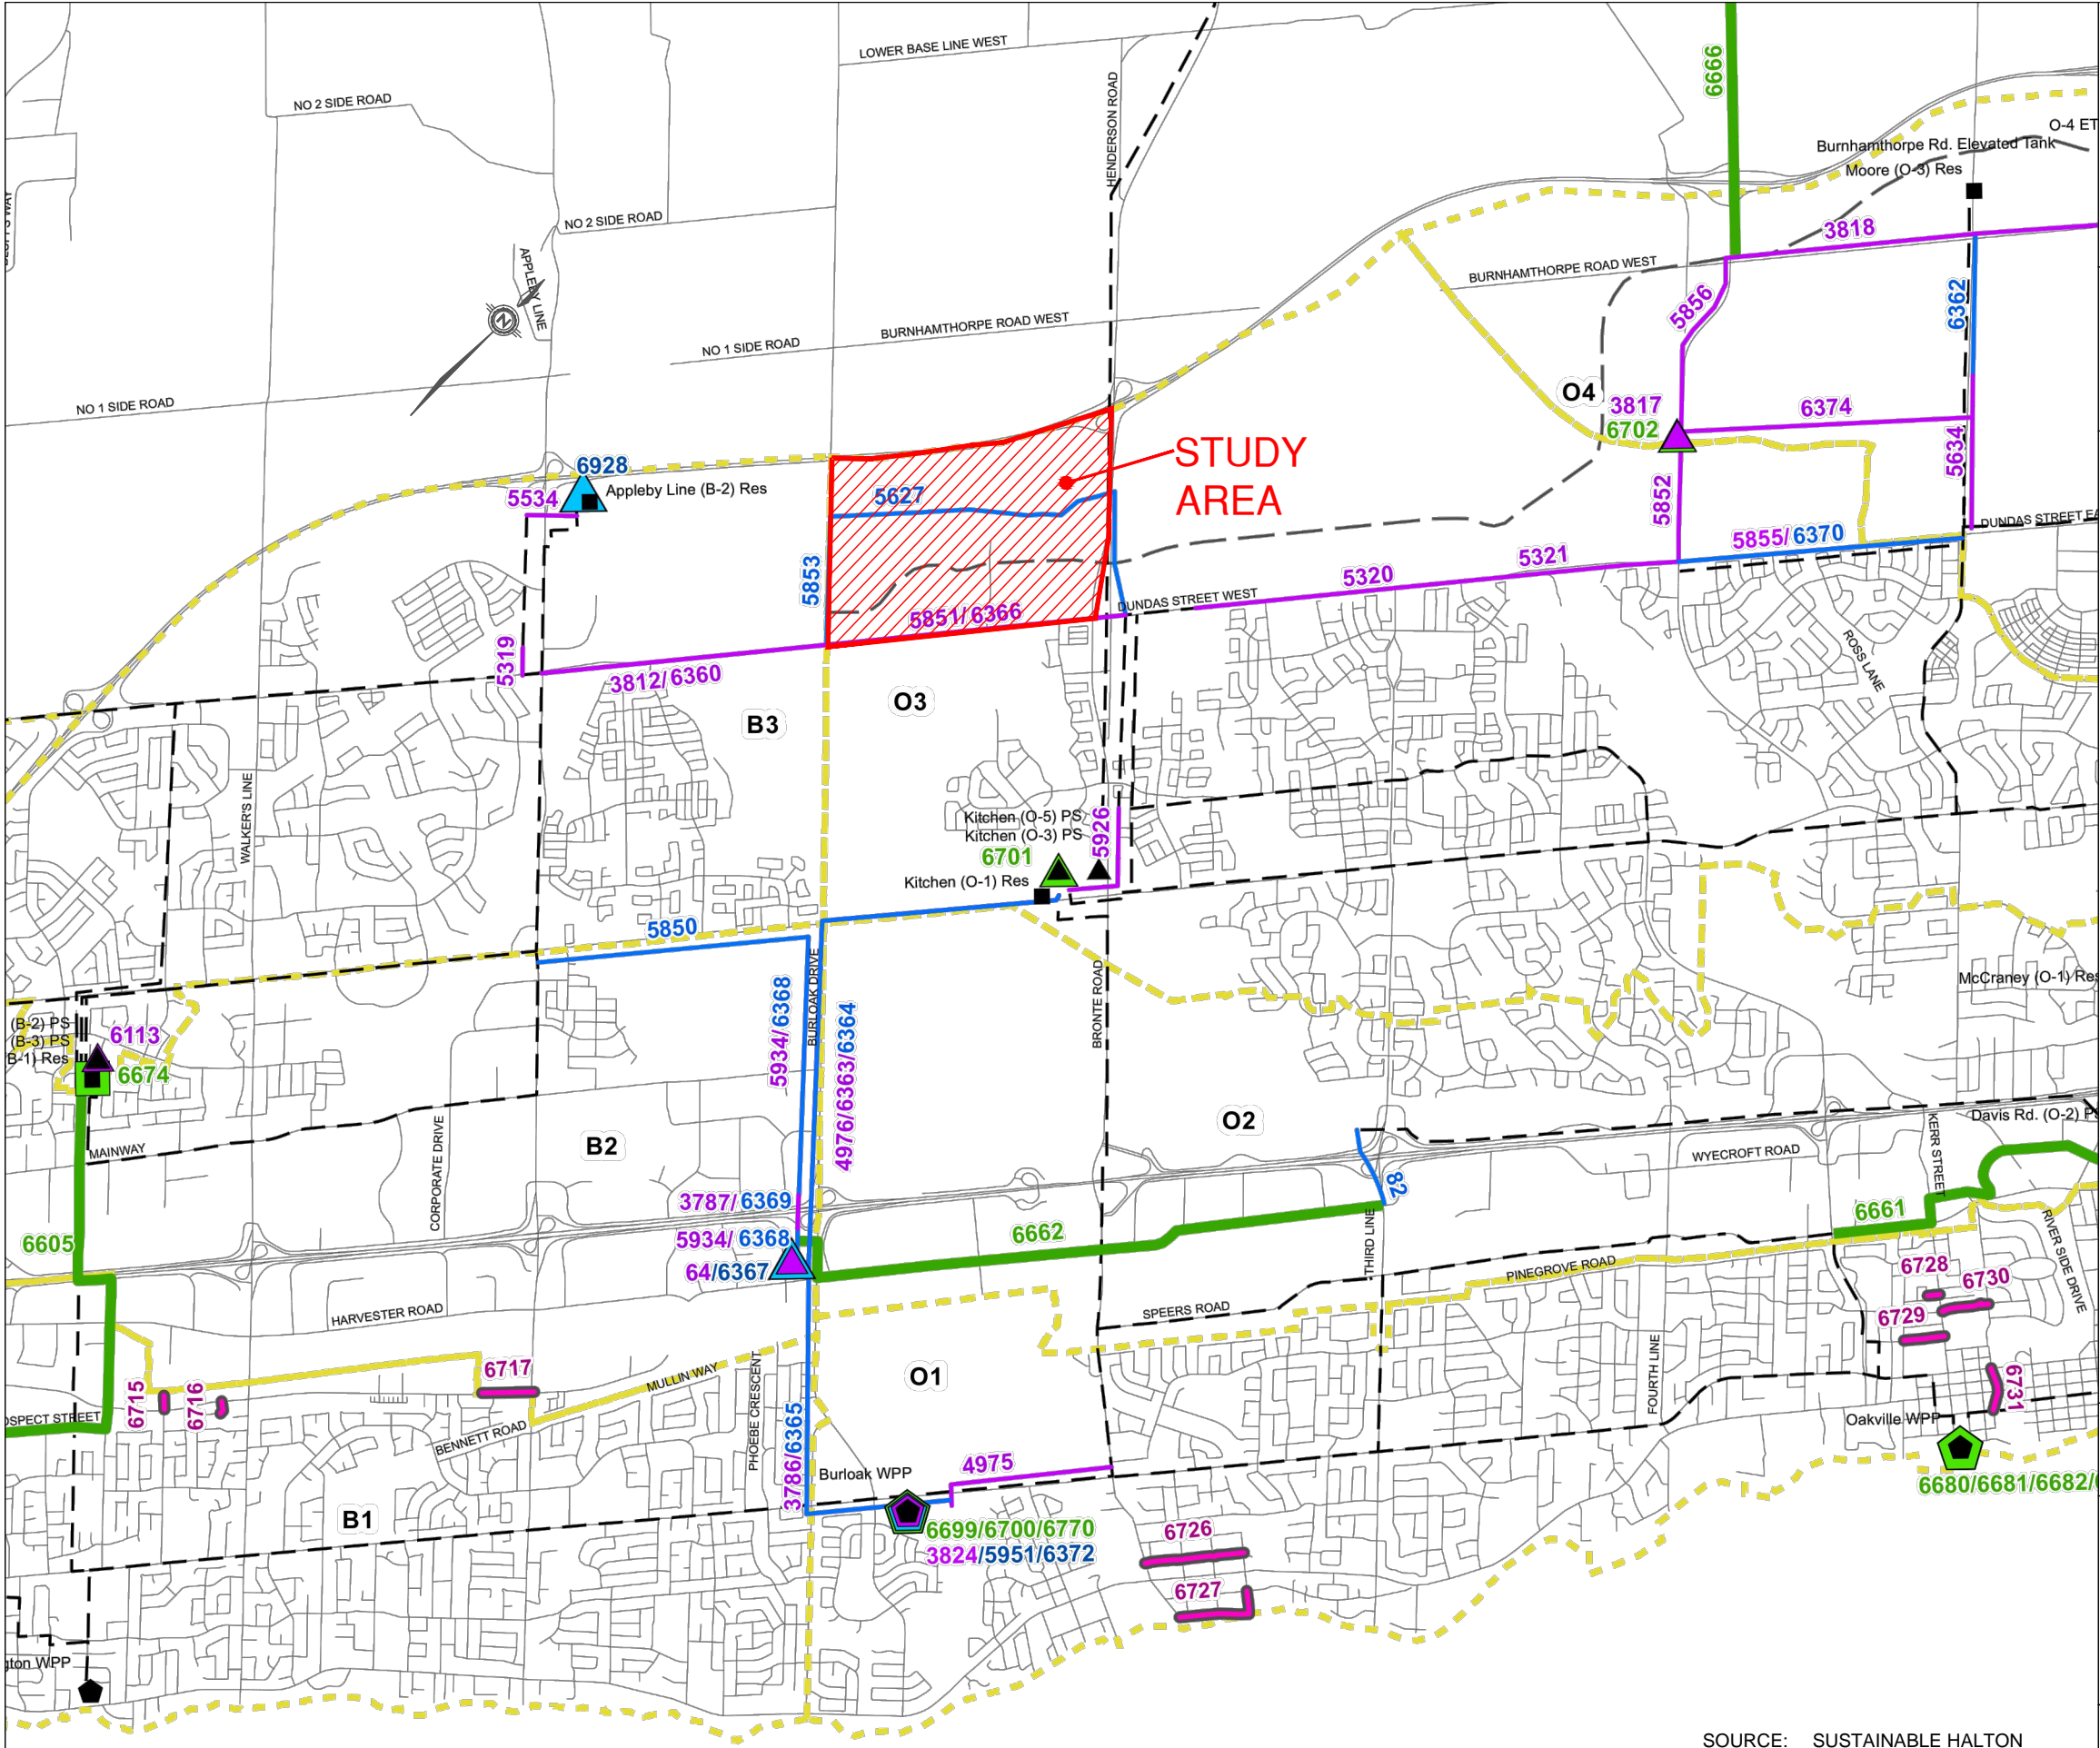 LOWER BASE LINE WEST
6666
HENDERSON ROAD
NO 2 SIDE ROAD
O-4 ET
Burnhamthorpe Rd. Elevated Tank
Moore (O-3) Res
NO 2 SIDE ROAD
3818
APPLEBY LINE
N
BURNHAMTHORPE ROAD WEST
5856
6362
BURNHAMTHORPE ROAD WEST
NO 1 SIDE ROAD
NO 1 SIDE ROAD
O4
3817
6702
6374
5634
STUDY
AREA
6928
Appleby Line (B-2) Res
5534
5627
5852
5855/6370
DUNDAS STREET EA
5853
5321
5320
DUNDAS STREET WEST
5851/6366
5319
3812/6360
ROSS LANE
O3
B3
WALKER'S LINE
Kitchen (O-5) PS
Kitchen (O-3) PS
5926
6701
Kitchen (O-1) Res
5850
BURLOAK DRIVE
BRONTE ROAD
McCraney (O-1) Res
5934/6368
4976/6363/6364
(B-2) PS
(B-3) PS
B-1) Res
6113
6674
O2
B2
MAINWAY
CORPORATE DRIVE
KERR STREET
Davis Rd. (O-2) P
WYECROFT ROAD
82
3787/6369
5934/6368
64/6367
6605
6662
6661
THIRD LINE
RIVER SIDE DRIVE
PINEGROVE ROAD
6728
6730
6729
HARVESTER ROAD
SPEERS ROAD
FOURTH LINE
6717
MULLIN WAY
PHOEBE CRESCENT
O1
6715
6716
6731
OSPECT STREET
BENNETT ROAD
Oakville WPP
3786/6365
Burloak WPP
4975
6680/6681/6682/
B1
6699/6700/6770
3824/5951/6372
6726
6727
gton WPP
SOURCE: SUSTAINABLE HALTON